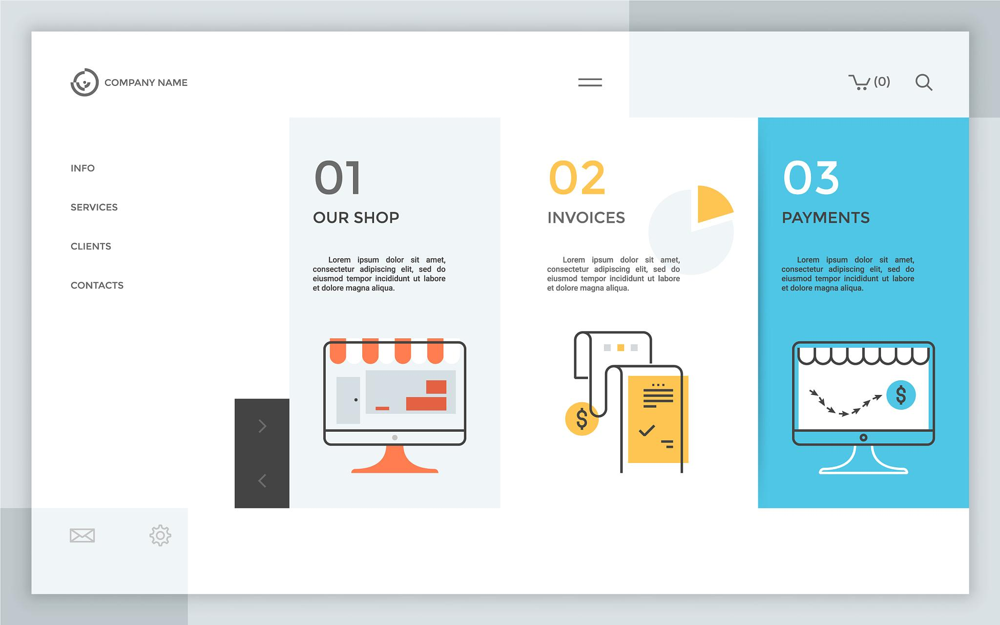 COMPANY NAME
(0)
INFO
SERVICES
CLIENTS
CONTACTS
01
OUR SHOP
Lorem ipsum dolor sit amet,
consectetur adipiscing elit, sed do
eiusmod tempor incididunt ut labore
et dolore magna aliqua.
02
INVOICES
Lorem ipsum dolor sit amet,
consectetur adipiscing elit, sed do
eiusmod tempor incididunt ut labore
et dolore magna aliqua.
$
03
PAYMENTS
Lorem ipsum dolor sit amet,
consectetur adipiscing elit, sed do
eiusmod tempor incididunt ut labore
et dolore magna aliqua.
$